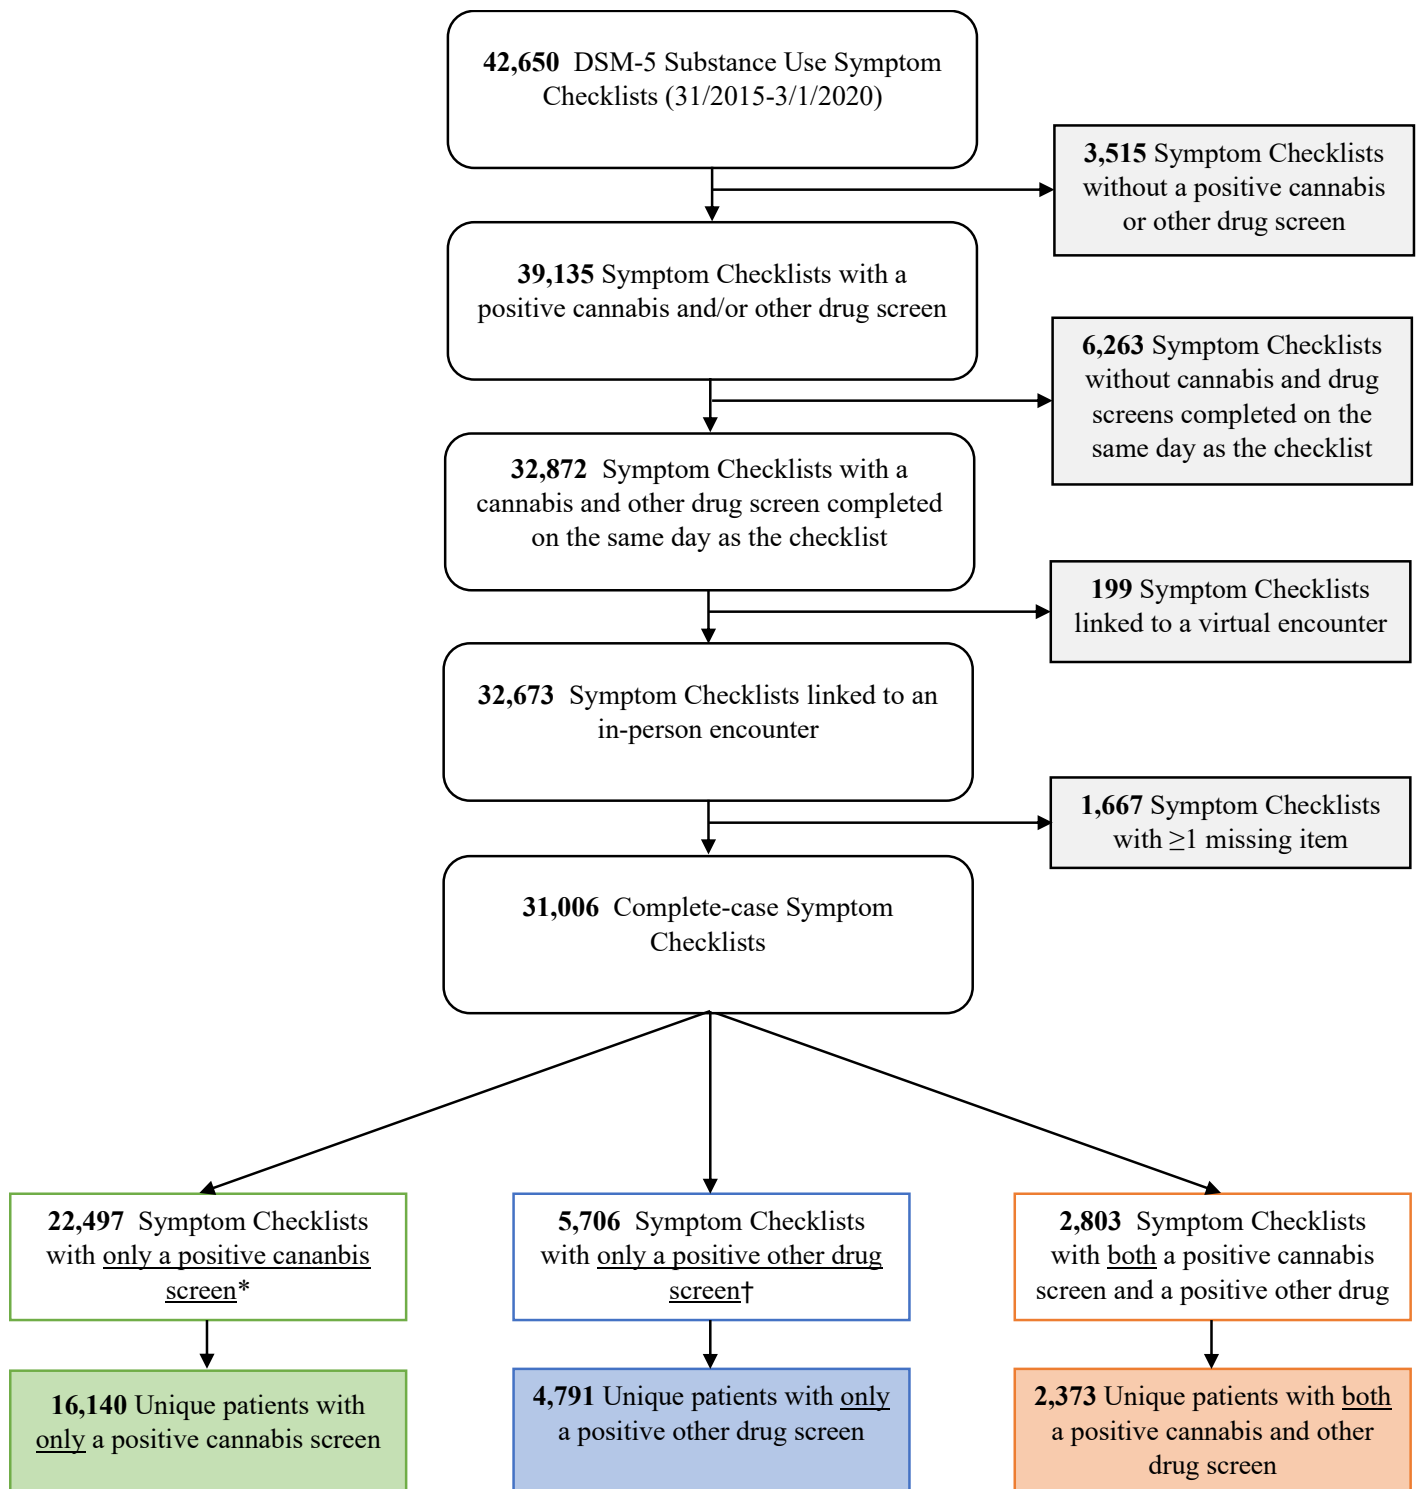 42,650 DSM-5 Substance Use Symptom
Checklists (31/2015-3/1/2020)
3,515 Symptom Checklists
without a positive cannabis
or other drug screen
39,135 Symptom Checklists with a
positive cannabis and/or other drug screen
6,263 Symptom Checklists
without cannabis and drug
screens completed on the
same day as the checklist
32,872 Symptom Checklists with a
cannabis and other drug screen completed
on the same day as the checklist
199 Symptom Checklists
linked to a virtual encounter
32,673 Symptom Checklists linked to an
in-person encounter
1,667 Symptom Checklists
with ≥1 missing item
31,006 Complete-case Symptom
Checklists
22,497 Symptom Checklists
with only a positive cananbis
screen*
5,706 Symptom Checklists
with only a positive other drug
screen†
2,803 Symptom Checklists
with both a positive cannabis
screen and a positive other drug
16,140 Unique patients with
only a positive cannabis screen
4,791 Unique patients with only
a positive other drug screen
2,373 Unique patients with both
a positive cannabis and other
drug screen